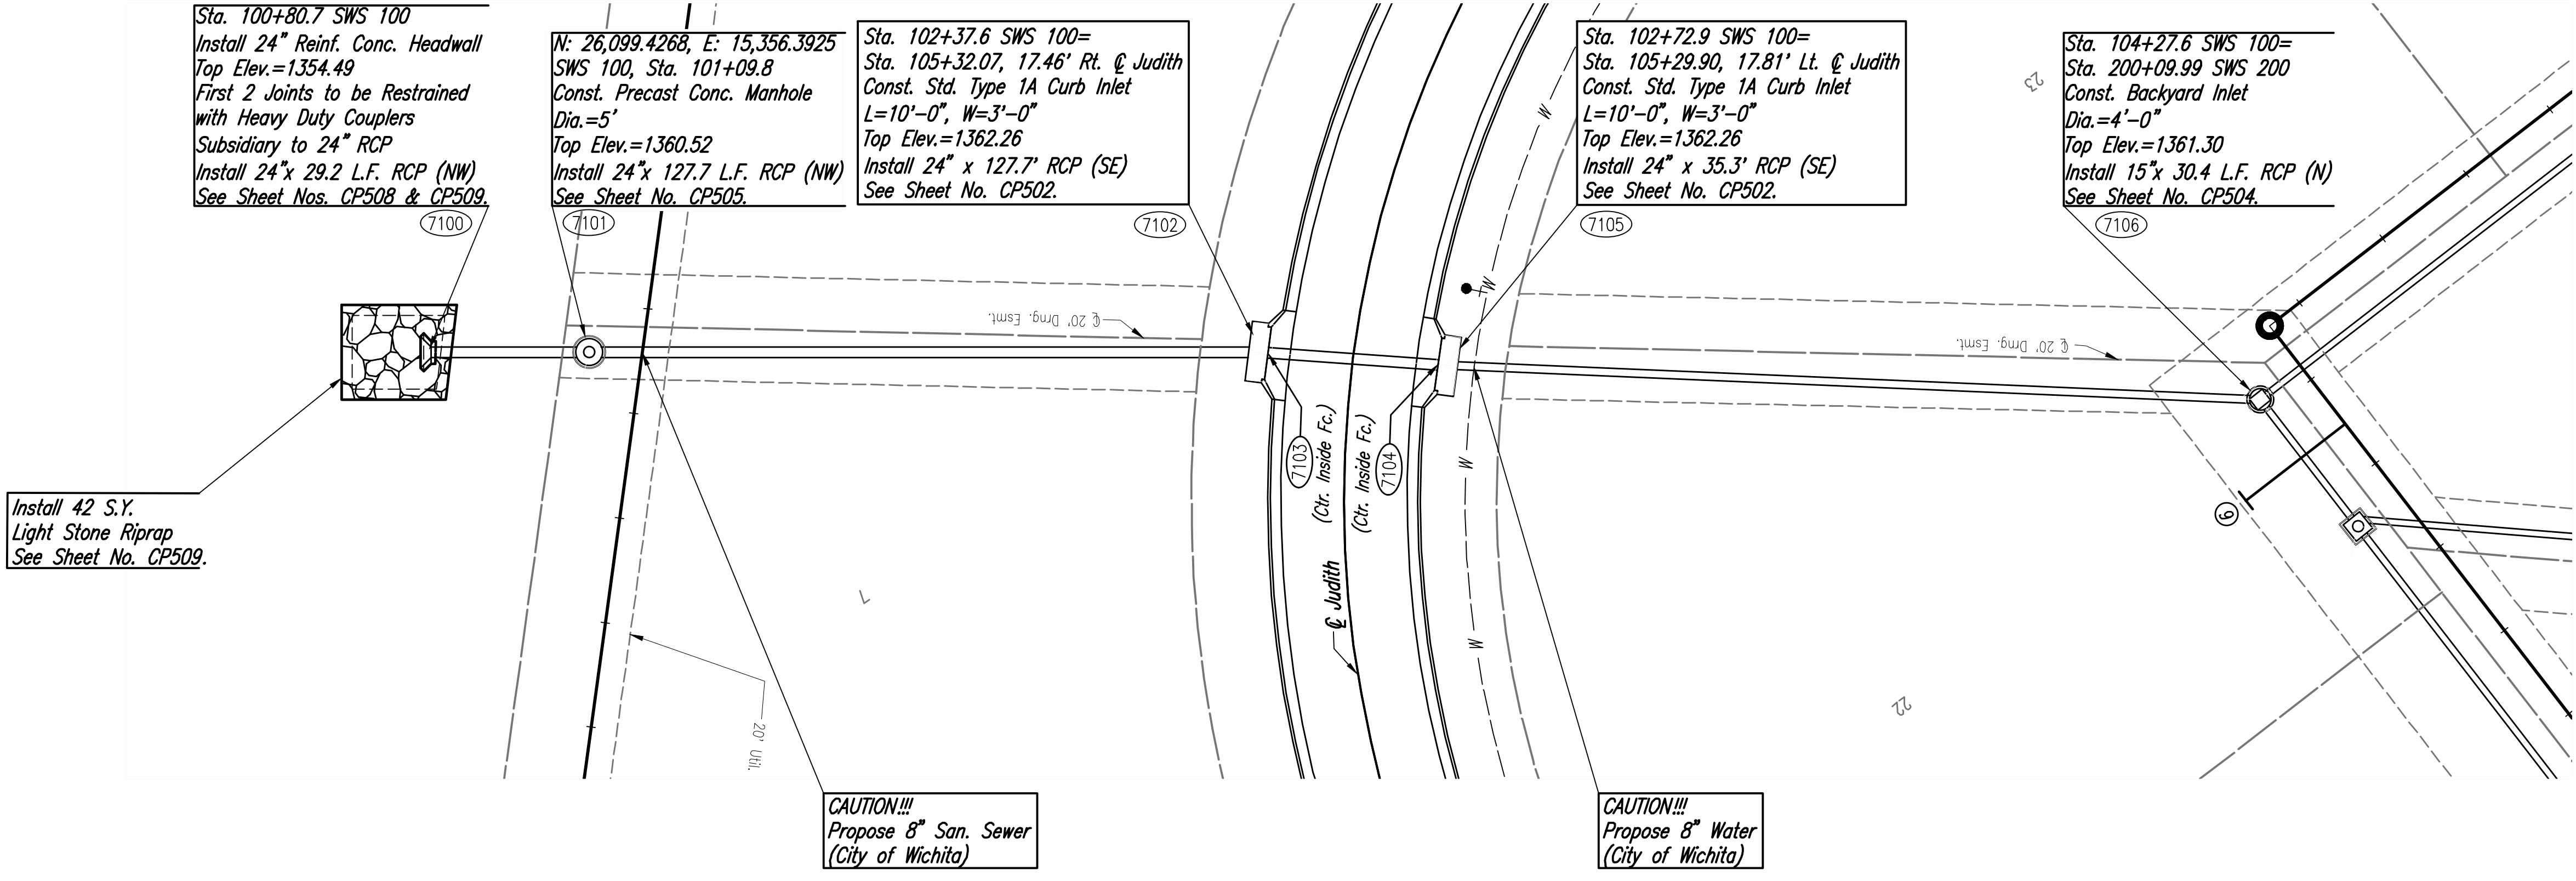 Sta. 100+80.7 SWS 100
Install 24" Reinf. Conc. Headwall
Top Elev.=1354.49
First 2 Joints to be Restrained
with Heavy Duty Couplers
Subsidiary to 24" RCP
Install 24"x 29.2 L.F. RCP (NW)
See Sheet Nos. CP508 & CP509.
7100
N: 26,099.4268, E: 15,356.3925
SWS 100, Sta. 101+09.8
Const. Precast Conc. Manhole
Dia.=5'
Top Elev.=1360.52
Install 24"x 127.7 L.F. RCP (NW)
See Sheet No. CP505.
7101
Sta. 102+37.6 SWS 100=
Sta. 105+32.07, 17.46' Rt. ℄ Judith
Const. Std. Type 1A Curb Inlet
L=10'-0", W=3'-0"
Top Elev.=1362.26
Install 24" x 127.7' RCP (SE)
See Sheet No. CP502.
7102
Sta. 102+72.9 SWS 100=
Sta. 105+29.90, 17.81' Lt. ℄ Judith
Const. Std. Type 1A Curb Inlet
L=10'-0", W=3'-0"
Top Elev.=1362.26
Install 24" x 35.3' RCP (SE)
See Sheet No. CP502.
7105
Sta. 104+27.6 SWS 100=
Sta. 200+09.99 SWS 200
Const. Backyard Inlet
Dia.=4'-0"
Top Elev.=1361.30
Install 15"x 30.4 L.F. RCP (N)
See Sheet No. CP504.
7106
23
W
W
℄ 20' Drng. Esmt.
℄ 20' Drng. Esmt.
7103
(Ctr. Inside Fc.)
7104
(Ctr. Inside Fc.)
W
W
9
Install 42 S.Y.
Light Stone Riprap
See Sheet No. CP509.
℄ Judith
7
22
20' Util.
CAUTION!!!
Propose 8" San. Sewer
(City of Wichita)
CAUTION!!!
Propose 8" Water
(City of Wichita)